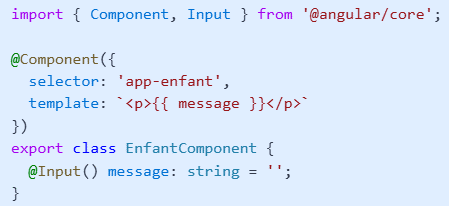 import { Component, Input } from '@angular/core';
@Component({
selector: 'app-enfant',
template: `<p>{{ message }}</p>`
})
export class EnfantComponent {
@Input() message: string = '';
}